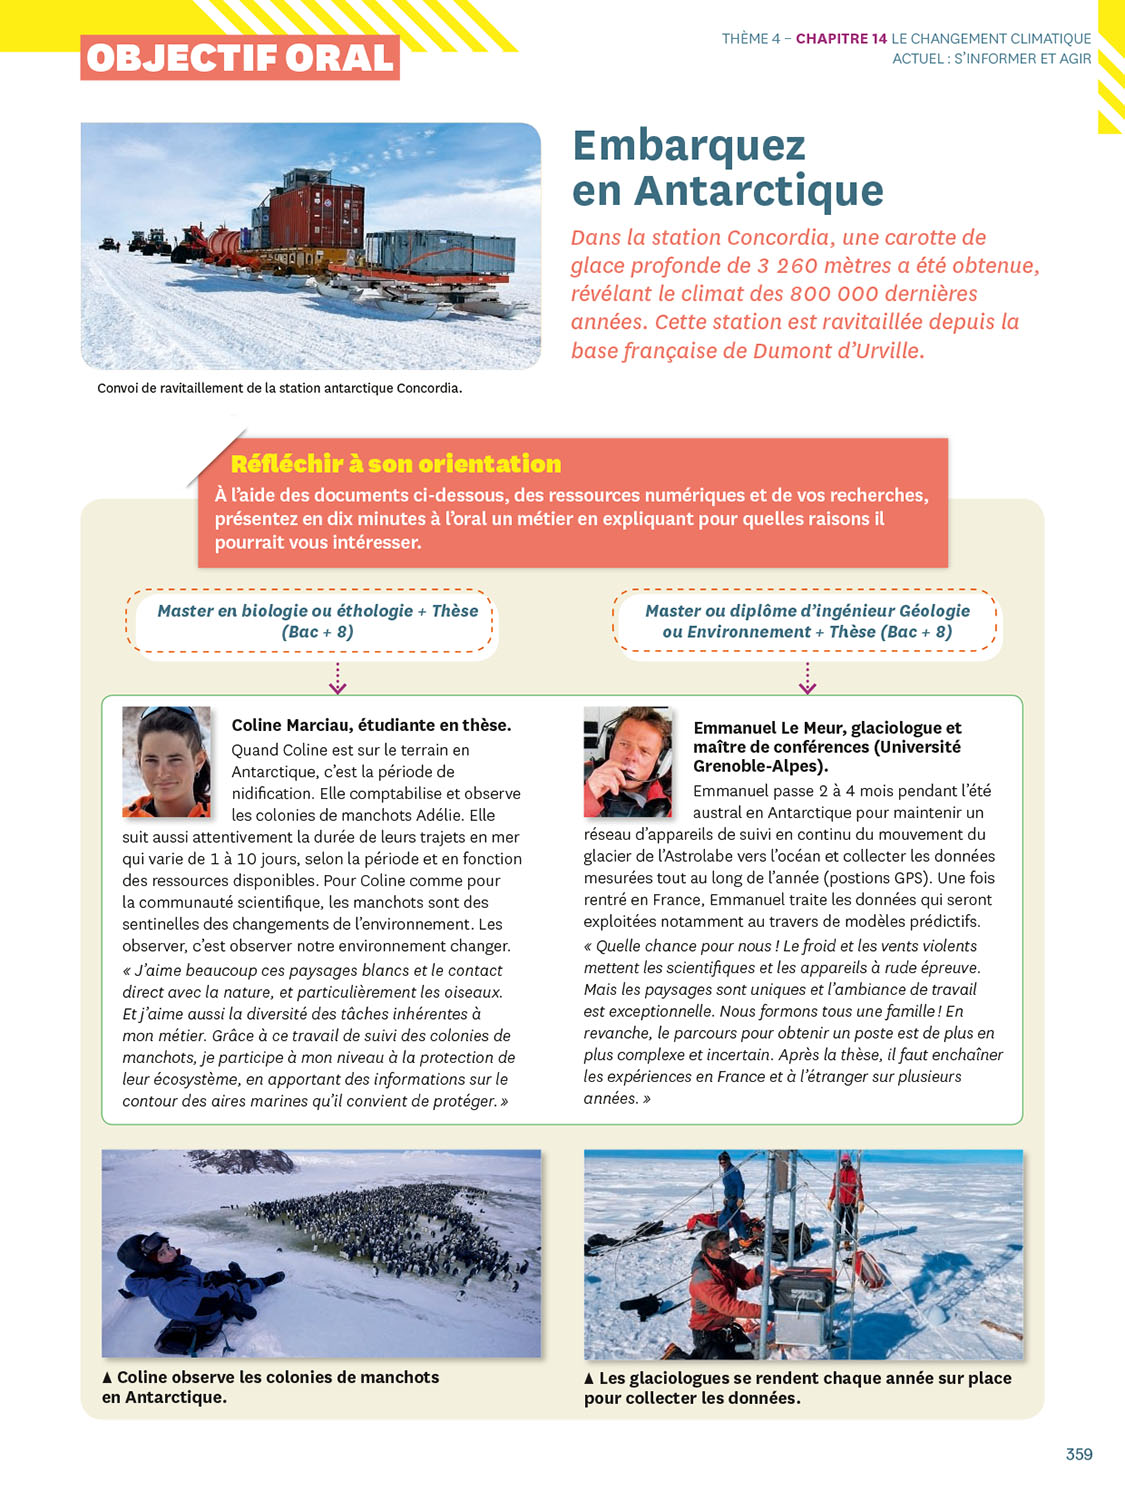 OBJECTIF ORAL
THÈME 4 – CHAPITRE 14 LE CHANGEMENT CLIMATIQUE
ACTUEL : S'INFORMER ET AGIR
Embarquez
en Antarctique
Dans la station Concordia, une carotte de
glace profonde de 3 260 mètres a été obtenue,
révélant le climat des 800 000 dernières
années. Cette station est ravitaillée depuis la
base française de Dumont d'Urville.
Convoi de ravitaillement de la station antarctique Concordia.
Réfléchir à son orientation
À l'aide des documents ci-dessous, des ressources numériques et de vos recherches,
présentez en dix minutes à l'oral un métier en expliquant pour quelles raisons il
pourrait vous intéresser.
Master en biologie ou éthologie + Thèse
(Bac + 8)
Coline Marciau, étudiante en thèse.
Quand Coline est sur le terrain en
Antarctique, c'est la période de
nidification. Elle comptabilise et observe
les colonies de manchots Adélie. Elle
suit aussi attentivement la durée de leurs trajets en mer
qui varie de 1 à 10 jours, selon la période et en fonction
des ressources disponibles. Pour Coline comme pour
la communauté scientifique, les manchots sont des
sentinelles des changements de l'environnement. Les
observer, c'est observer notre environnement changer.
« J'aime beaucoup ces paysages blancs et le contact
direct avec la nature, et particulièrement les oiseaux.
Et j'aime aussi la diversité des tâches inhérentes à
mon métier. Grâce à ce travail de suivi des colonies de
manchots, je participe à mon niveau à la protection de
leur écosystème, en apportant des informations sur le
contour des aires marines qu'il convient de protéger. »
Master ou diplôme d'ingénieur Géologie
ou Environnement + Thèse (Bac + 8)
Emmanuel Le Meur, glaciologue et
maître de conférences (Université
Grenoble-Alpes).
Emmanuel passe 2 à 4 mois pendant l'été
austral en Antarctique pour maintenir un
réseau d'appareils de suivi en continu du mouvement du
glacier de l'Astrolabe vers l'océan et collecter les données
mesurées tout au long de l'année (postions GPS). Une fois
rentré en France, Emmanuel traite les données qui seront
exploitées notamment au travers de modèles prédictifs.
« Quelle chance pour nous ! Le froid et les vents violents
mettent les scientifiques et les appareils à rude épreuve.
Mais les paysages sont uniques et l'ambiance de travail
est exceptionnelle. Nous formons tous une famille ! En
revanche, le parcours pour obtenir un poste est de plus en
plus complexe et incertain. Après la thèse, il faut enchaîner
les expériences en France et à l'étranger sur plusieurs
années. »
▲ Coline observe les colonies de manchots
en Antarctique.
▲ Les glaciologues se rendent chaque année sur place
pour collecter les données.
359